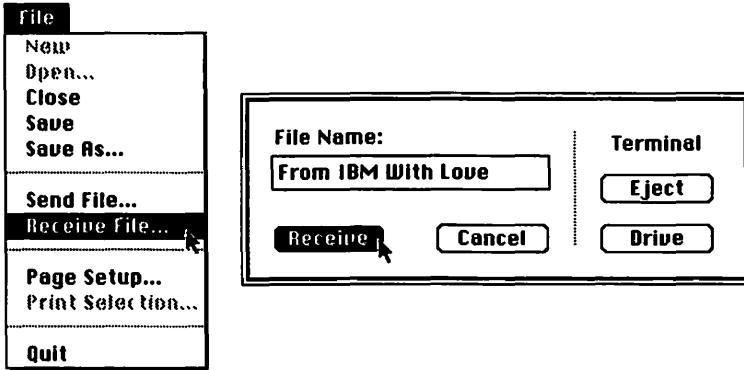 File
New
Open...
Close
Save
Save As...
Send File...
Receive File...
Page Setup...
Print Selection...
Quit
File Name:
From IBM With Love
Receive
Cancel
Terminal
Eject
Drive